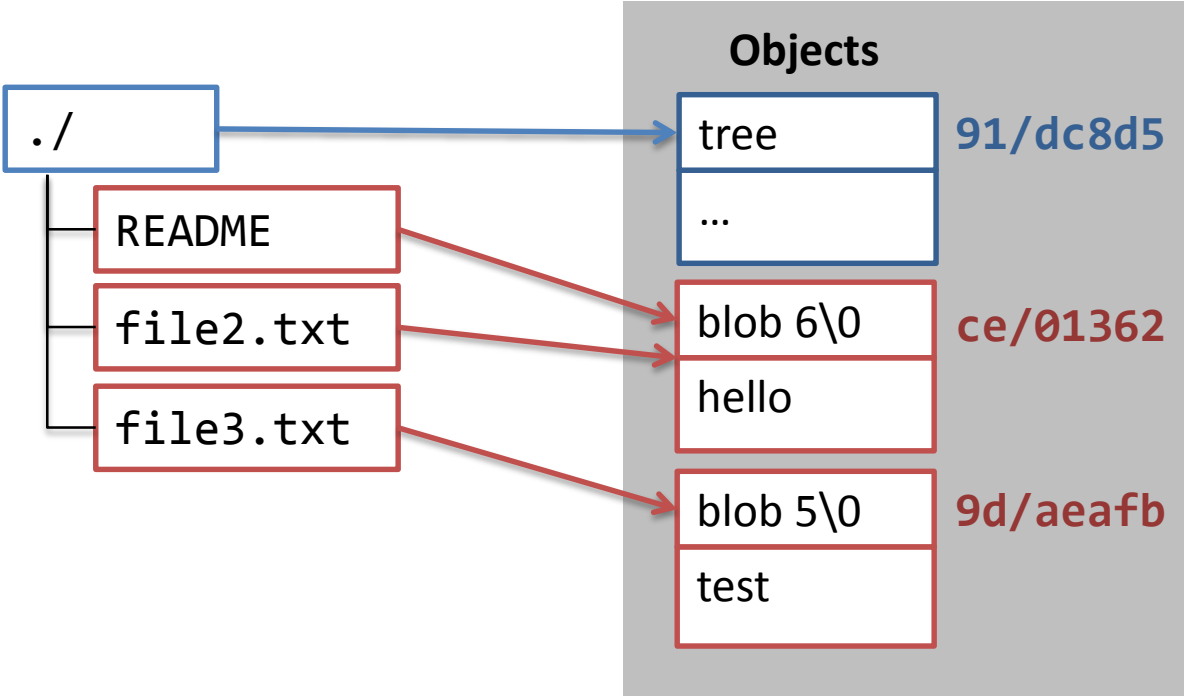 Objects
./
README
file2.txt
file3.txt
tree
...
91/dc8d5
blob 6\0
hello
ce/01362
blob 5\0
test
9d/aeafb